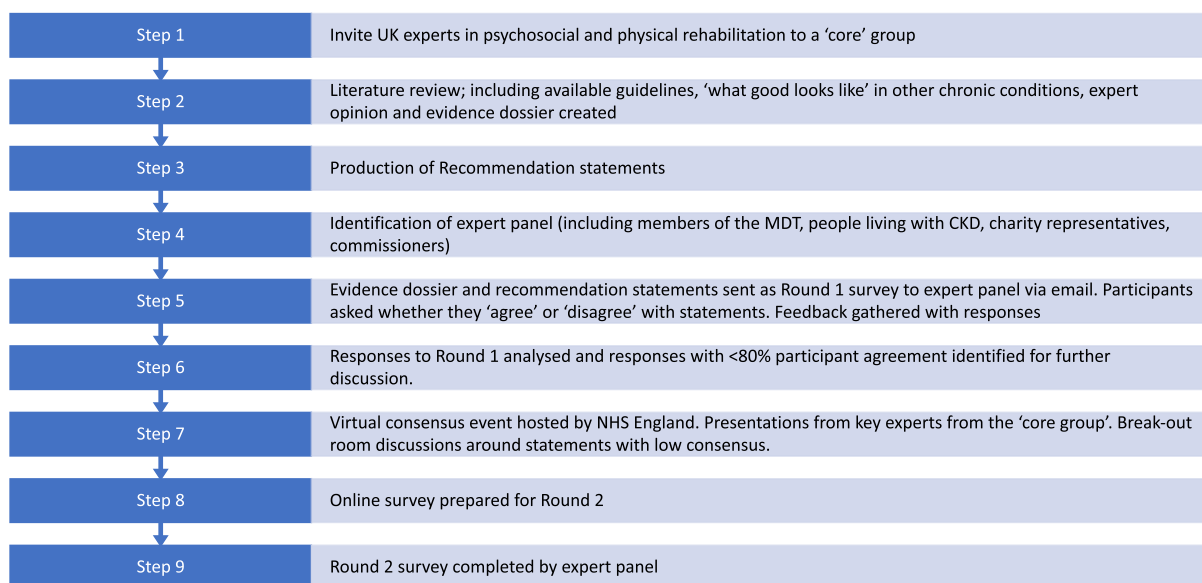 Step 1
Invite UK experts in psychosocial and physical rehabilitation to a ‘core’ group
Step 2
Literature review; including available guidelines, ‘what good looks like’ in other chronic conditions, expert
opinion and evidence dossier created
Step 3
Production of Recommendation statements
Step 4
Identification of expert panel (including members of the MDT, people living with CKD, charity representatives,
commissioners)
Step 5
Evidence dossier and recommendation statements sent as Round 1 survey to expert panel via email. Participants
asked whether they ‘agree’ or ‘disagree’ with statements. Feedback gathered with responses
Step 6
Responses to Round 1 analysed and responses with <80% participant agreement identified for further
discussion.
Step 7
Virtual consensus event hosted by NHS England. Presentations from key experts from the ‘core group’. Break-out
room discussions around statements with low consensus.
Step 8
Online survey prepared for Round 2
Step 9
Round 2 survey completed by expert panel